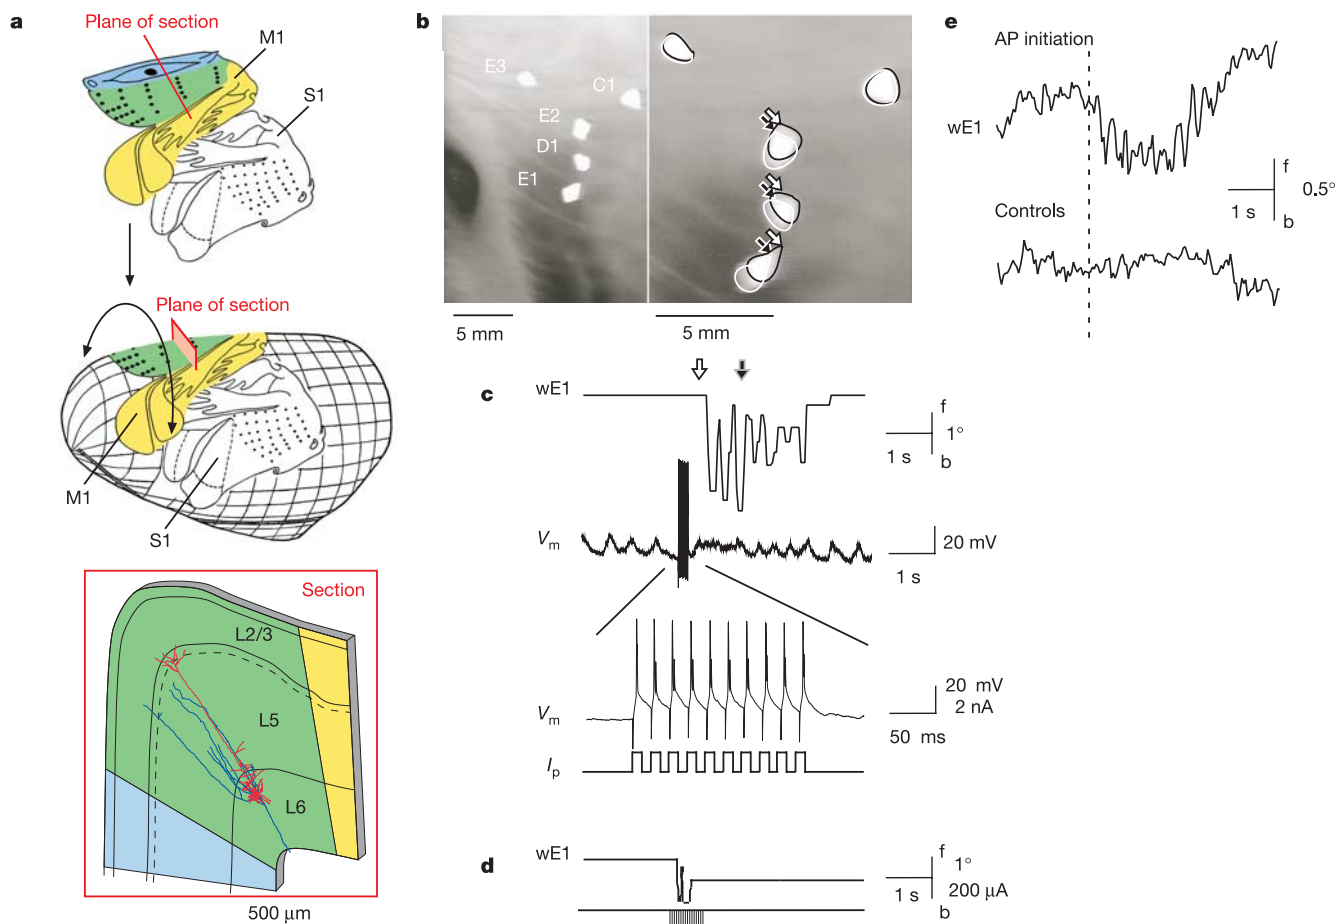 a
Plane of section
M1
S1
Plane of section
M1
S1
Section
L2/3
L5
L6
500 µm
b
E3
C1
E2
D1
E1
5 mm
5 mm
c
wE1
f
1°
1 s
b
Vm
20 mV
1 s
Vm
20 mV
2 nA
50 ms
Ip
d
wE1
f
1°
1 s
200 µA
b
e
AP initiation
wE1
f
0.5°
1 s
b
Controls